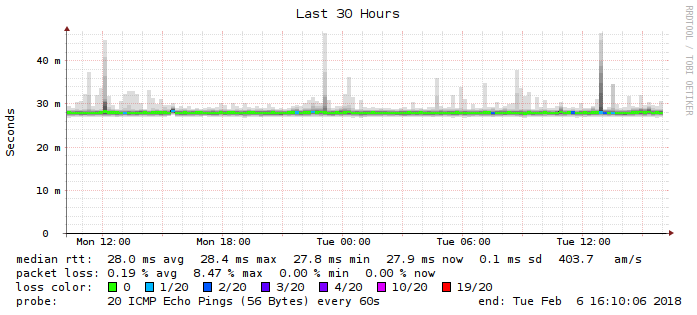 Last 30 Hours
RRDTOOL / TOBI OETIKER
Seconds
40 m
30 m
20 m
10 m
0
Mon 12:00 Mon 18:00 Tue 00:00 Tue 06:00 Tue 12:00
median rtt: 28.0 ms avg 28.4 ms max 27.8 ms min 27.9 ms now 0.1 ms sd 403.7 am/s
packet loss: 0.19 % avg 8.47 % max 0.00 % min 0.00 % now
loss color: 0 1/20 2/20 3/20 4/20 10/20 19/20
probe: 20 ICMP Echo Pings (56 Bytes) every 60s end: Tue Feb 6 16:10:06 2018